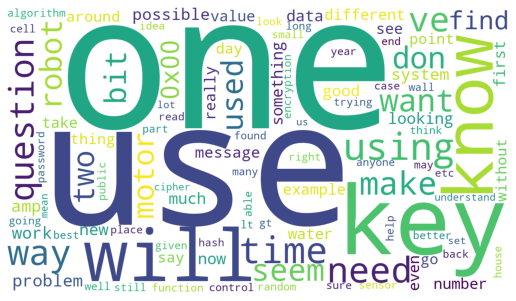 algorithm around possible value data different look small idea long
cell robot bit 0x00 one ve find
lot day really used something encryption see year end point
question take read part thing two motor
don system first want looking trying case wall
good found us using know
password public message right anyone may etc think without
amp cipher much many example make understand
mean going work best new place able water key
way will say hash now time lt gt seem need help even go better set back house
use
problem given
well still function control random sure sensor number